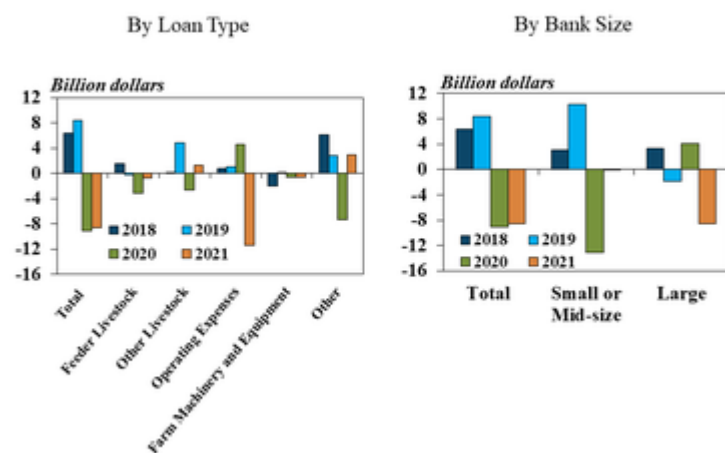 By Loan Type
Billion dollars
12
8
4
0
-4
-8
-12
-16
2018
2019
2020
2021
Total
Feeder Livestock
Other Livestock
Operating Expenses
Farm Machinery and Equipment
Other
By Bank Size
Billion dollars
12
8
4
0
-4
-8
-12
-16
2018
2019
2020
2021
Total
Small or
Mid-size
Large